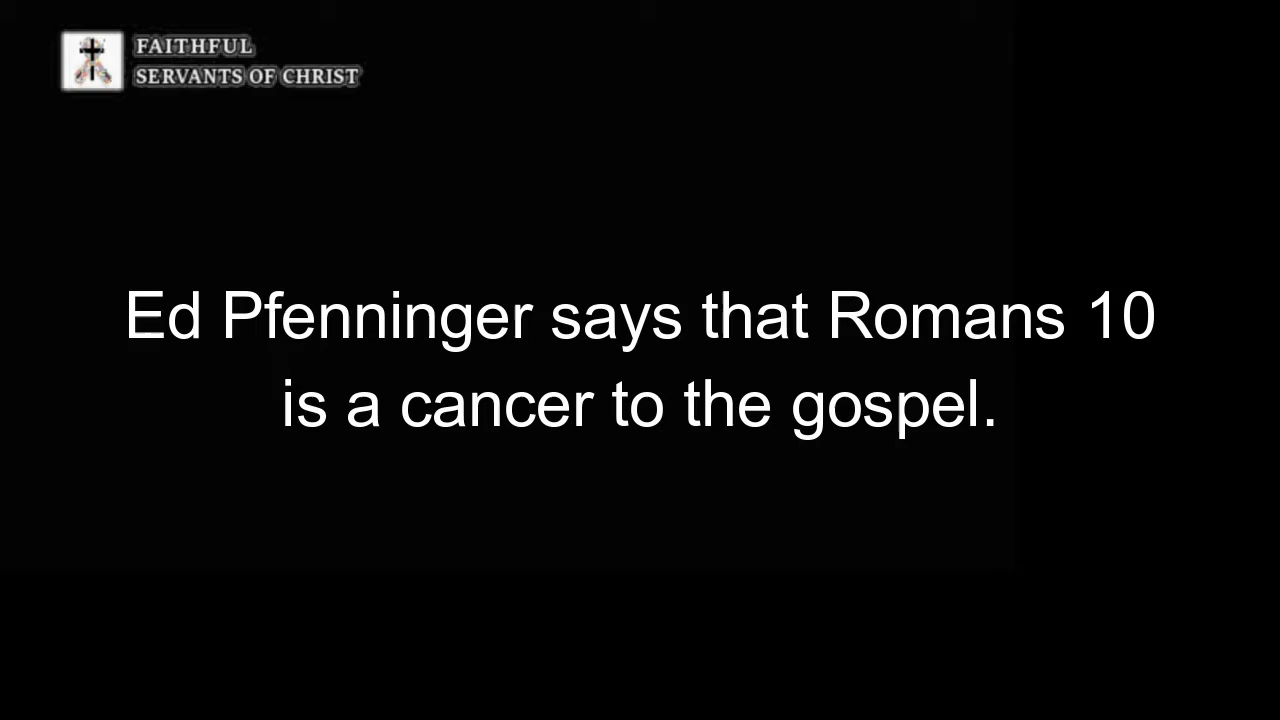 FAITHFUL
SERVANTS OF CHRIST
Ed Pfenninger says that Romans 10
is a cancer to the gospel.